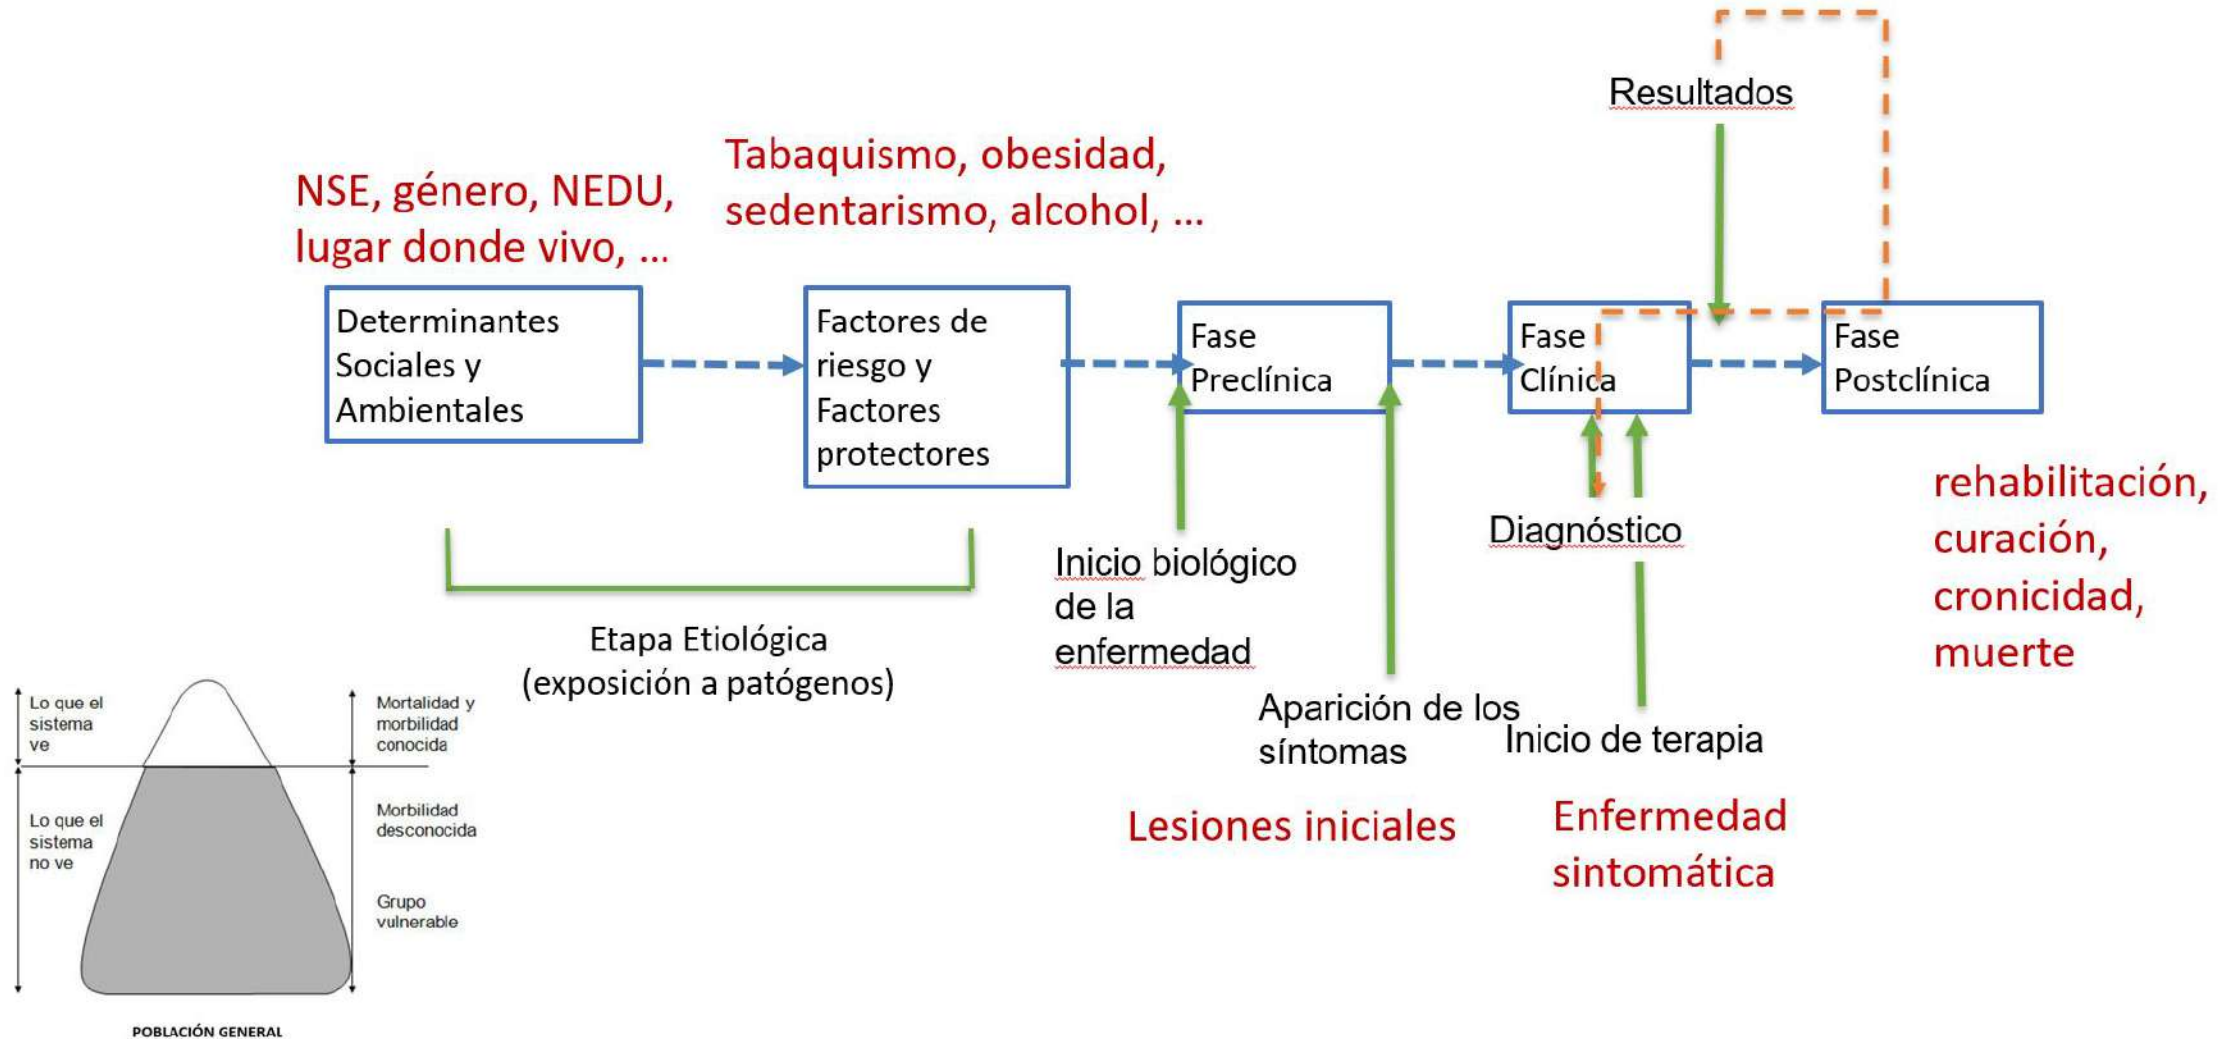 Resultados
NSE, género, NEDU,
lugar donde vivo, ...
Tabaquismo, obesidad,
sedentarismo, alcohol, ...
Determinantes
Sociales y
Ambientales
Factores de
riesgo y
Factores
protectores
Fase
Preclínica
Fase
Clínica
Fase
Postclínica
rehabilitación,
curación,
cronicidad,
muerte
Diagnóstico
Inicio biológico
de la
enfermedad
Etapa Etiológica
(exposición a patógenos)
Aparición de los
síntomas
Inicio de terapia
Lesiones iniciales
Enfermedad
sintomática
Lo que el
sistema
ve
Mortalidad y
morbilidad
conocida
Lo que el
sistema
no ve
Morbilidad
desconocida
Grupo
vulnerable
POBLACIÓN GENERAL